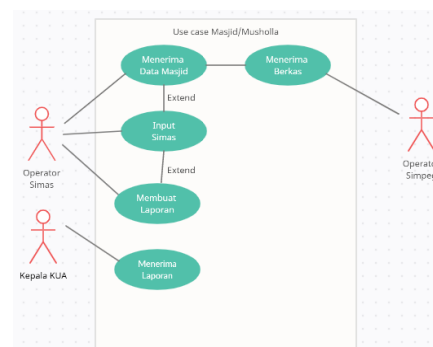 Use case Masjid/Musholla
Menerima
Data Masjid
Menerima
Berkas
Extend
Input
Simas
Operator
Simas
Operato
Simpeg
Extend
Membuat
Laporan
Kepala KUA
Menerima
Laporan